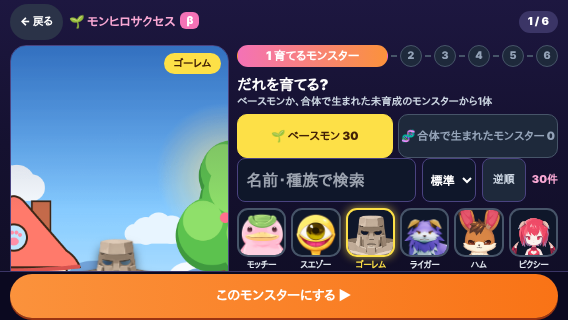 ← 戻る
🌱 モンヒロサクセス β
1 / 6
ゴーレム
1 育てるモンスター
2
3
4
5
6
だれを育てる?
ベースモンか、合体で生まれた未育成のモンスターから1体
🌱 ベースモン 30
🧬 合体で生まれたモンスター 0
名前・種族で検索
標準
逆順
30件
モッチー
スエゾー
ゴーレム
ライガー
ハム
ピクシー
このモンスターにする ▶